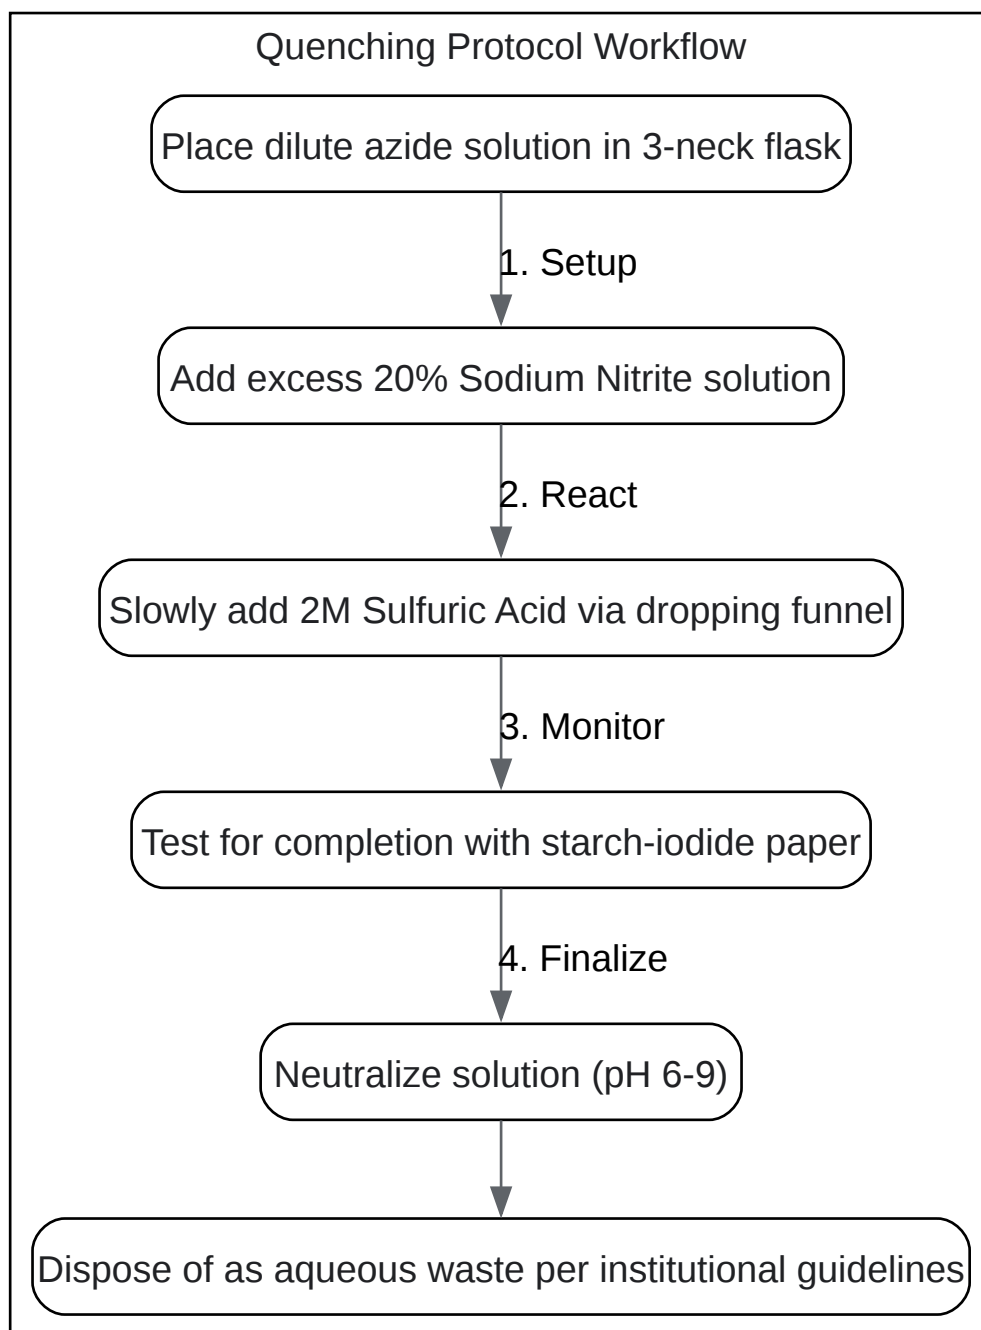 Quenching Protocol Workflow
Place dilute azide solution in 3-neck flask
1. Setup
Add excess 20% Sodium Nitrite solution
2. React
Slowly add 2M Sulfuric Acid via dropping funnel
3. Monitor
Test for completion with starch-iodide paper
4. Finalize
Neutralize solution (pH 6-9)
Dispose of as aqueous waste per institutional guidelines